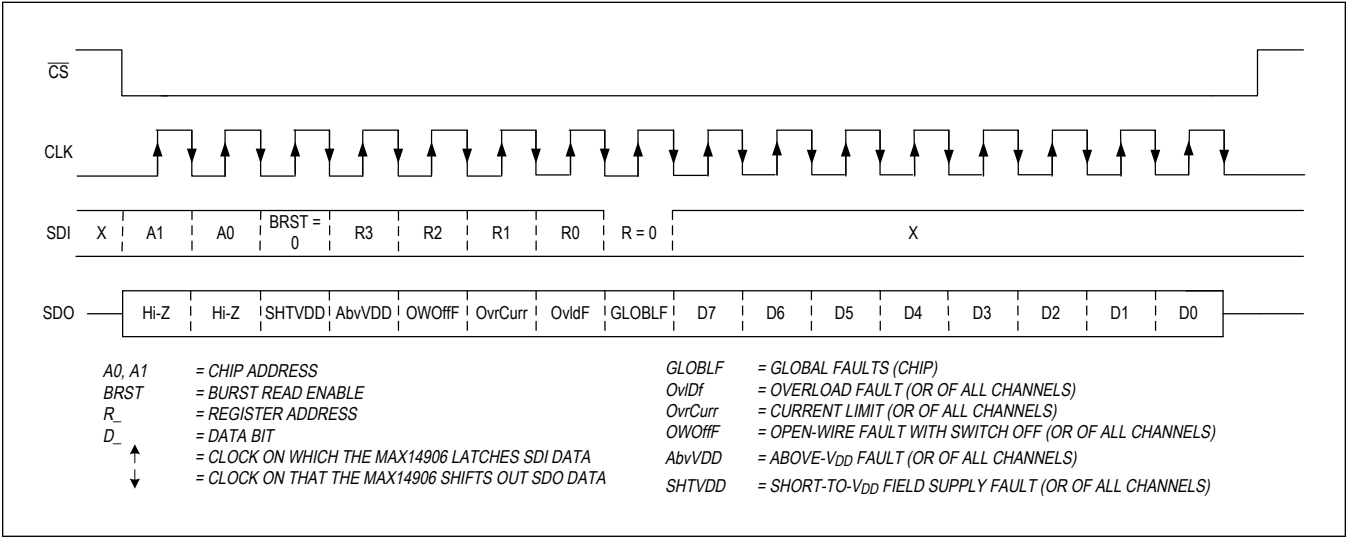 CS
CLK
SDI X A1 A0 BRST = 0 R3 R2 R1 R0 R = 0 X
SDO Hi-Z Hi-Z SHTVDD AbvVDD OWOffF OvrCurr OvldF GLOBLF D7 D6 D5 D4 D3 D2 D1 D0
A0, A1 = CHIP ADDRESS
BRST = BURST READ ENABLE
R_ = REGISTER ADDRESS
D_ = DATA BIT
↑ = CLOCK ON WHICH THE MAX14906 LATCHES SDI DATA
↓ = CLOCK ON THAT THE MAX14906 SHIFTS OUT SDO DATA
GLOBLF = GLOBAL FAULTS (CHIP)
OvlDf = OVERLOAD FAULT (OR OF ALL CHANNELS)
OvrCurr = CURRENT LIMIT (OR OF ALL CHANNELS)
OWOffF = OPEN-WIRE FAULT WITH SWITCH OFF (OR OF ALL CHANNELS)
AbvVDD = ABOVE-VDD FAULT (OR OF ALL CHANNELS)
SHTVDD = SHORT-TO-VDD FIELD SUPPLY FAULT (OR OF ALL CHANNELS)